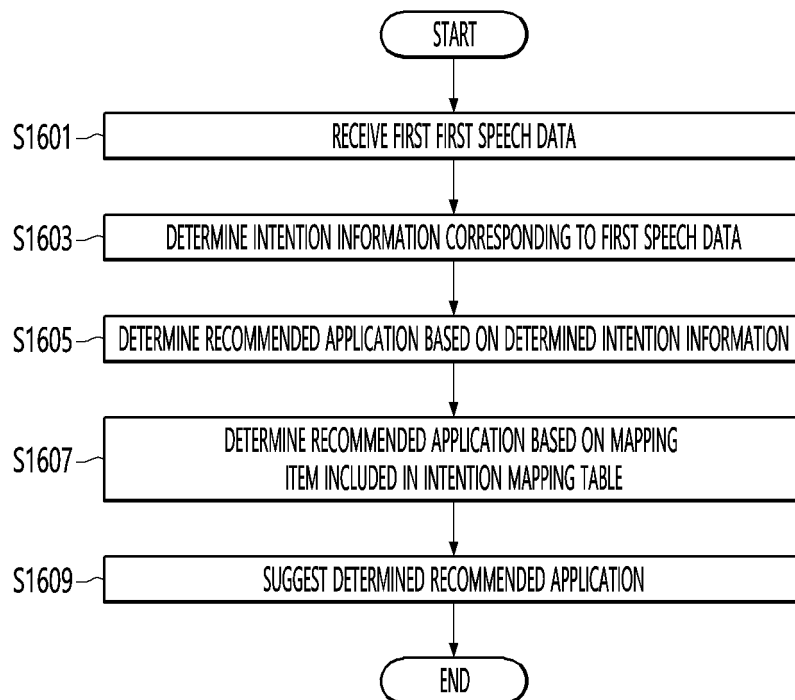 START
S1601
RECEIVE FIRST FIRST SPEECH DATA
S1603
DETERMINE INTENTION INFORMATION CORRESPONDING TO FIRST SPEECH DATA
S1605
DETERMINE RECOMMENDED APPLICATION BASED ON DETERMINED INTENTION INFORMATION
S1607
DETERMINE RECOMMENDED APPLICATION BASED ON MAPPING
ITEM INCLUDED IN INTENTION MAPPING TABLE
S1609
SUGGEST DETERMINED RECOMMENDED APPLICATION
END